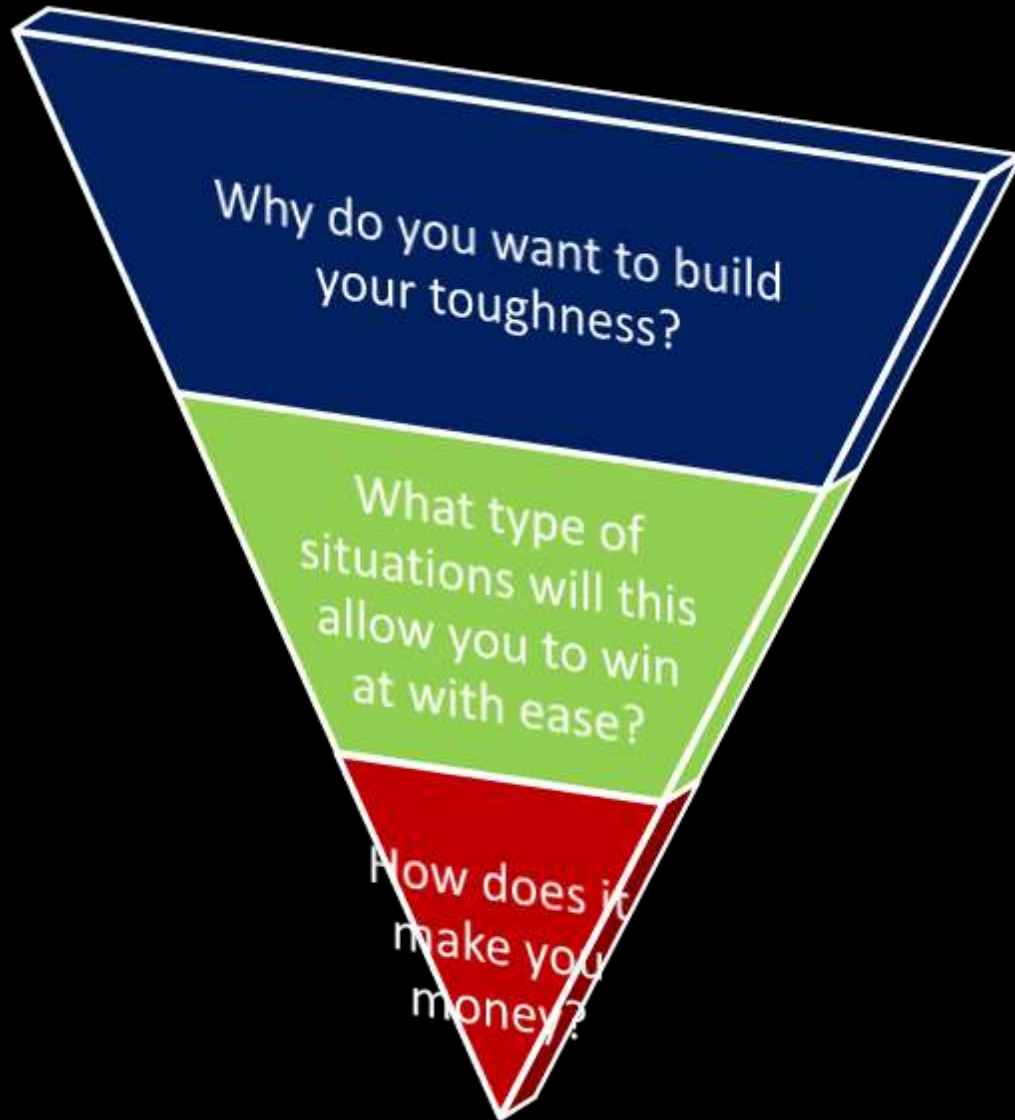 Why do you want to build
your toughness?
What type of
situations will this
allow you to win
at with ease?
How does it
make you
money?